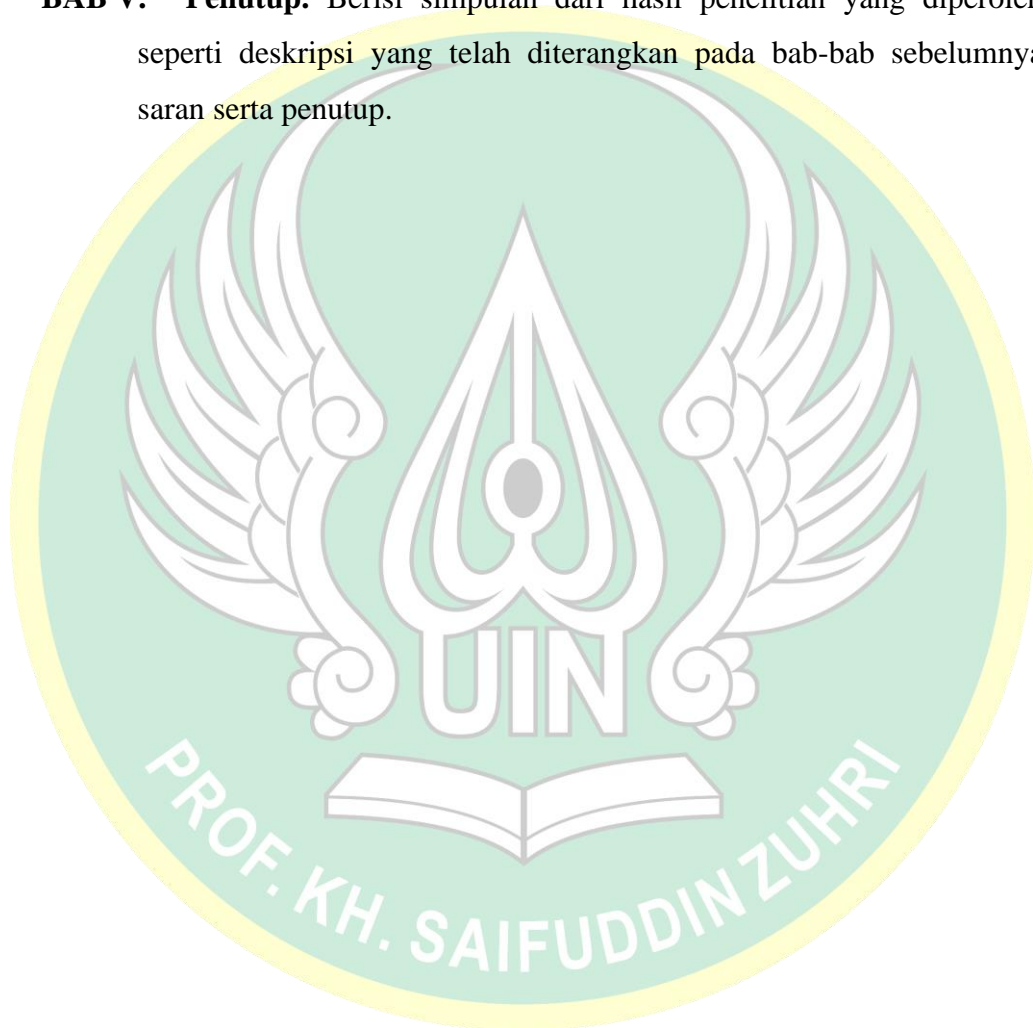 BAB V. Penutup. Berisi simpulan dari hasil penelitian yang diperoleh
seperti deskripsi yang telah diterangkan pada bab-bab sebelumnya
saran serta penutup.
UIN
PROF. KH. SAIFUDDIN ZUHRI